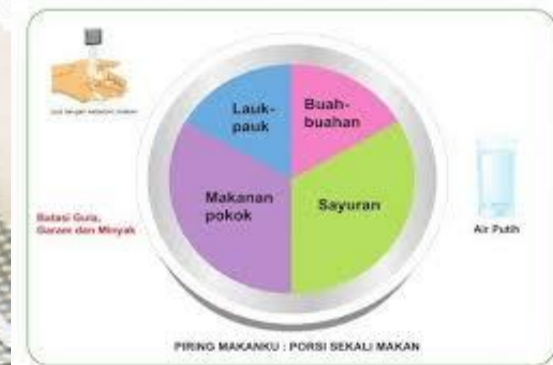 Lauk-
pauk
Buah-
buahan
Makanan
pokok
Sayuran
Batasi Gula,
Garam dan Minyak
Air Putih
PIRING MAKANKU : PORSI SEKALI MAKAN